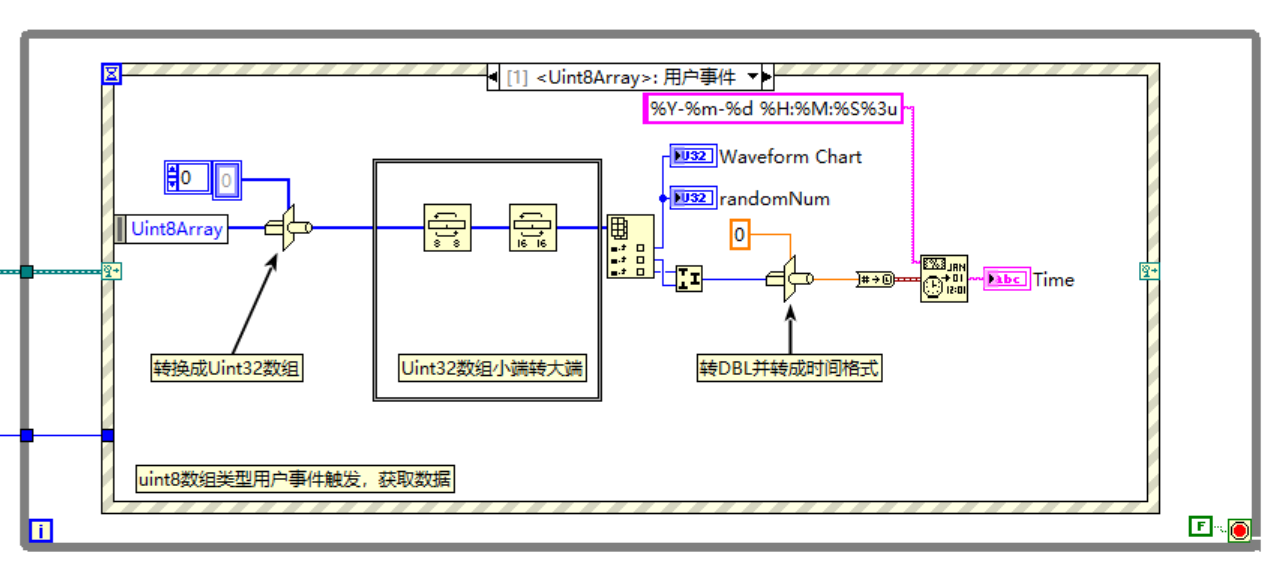 [1] <Uint8Array>: 用户事件
%Y-%m-%d %H:%M:%S%3u
U32 Waveform Chart
U32 randomNum
0 0
Uint8Array
0
8 8
16 16
#
%3 JAN
01
12:01
abc Time
转换成Uint32数组
Uint32数组小端转大端
转DBL并转成时间格式
uint8数组类型用户事件触发，获取数据
i
F